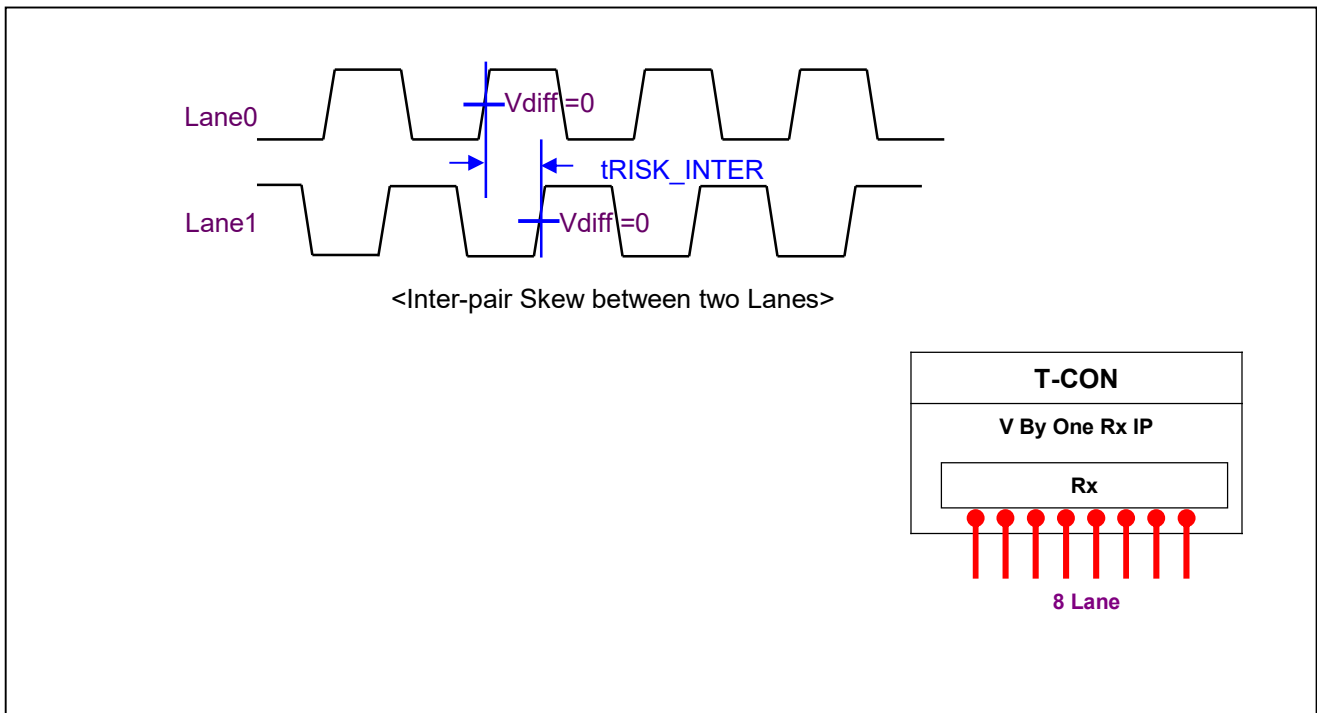 Lane0
Vdiff =0
tRISK_INTER
Lane1
Vdiff =0
<Inter-pair Skew between two Lanes>
T-CON
V By One Rx IP
Rx
8 Lane